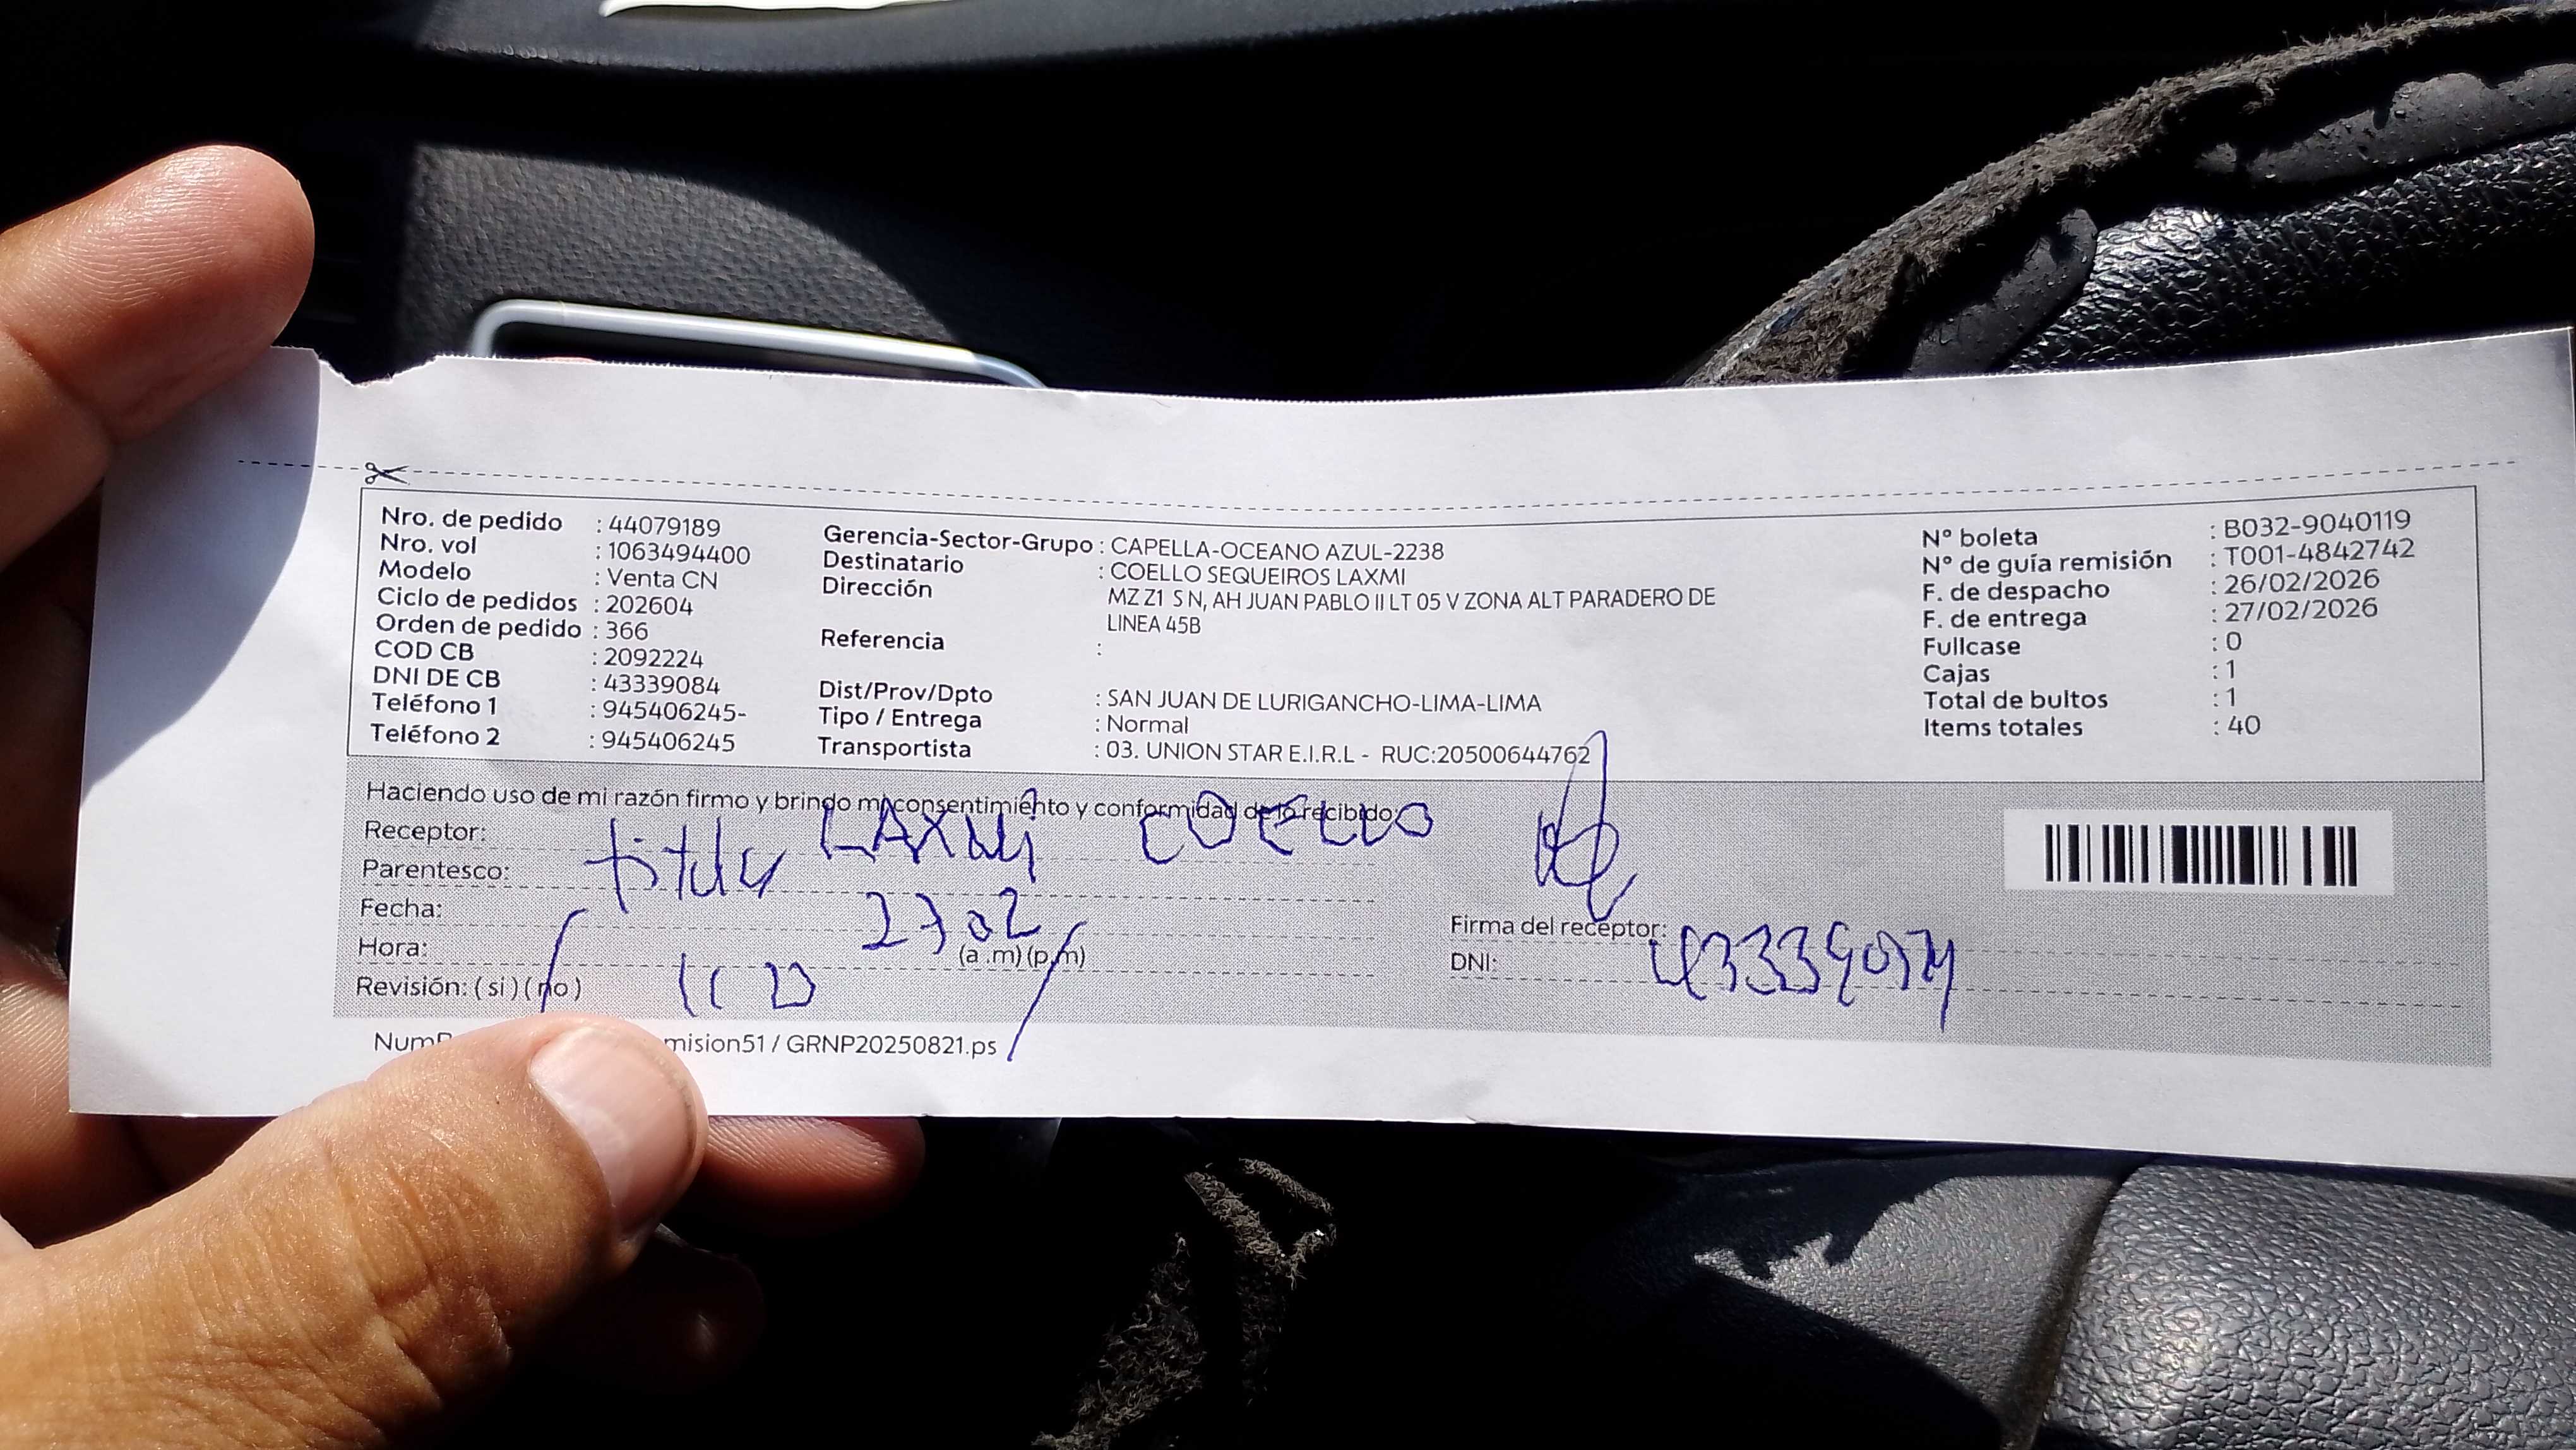 Nro. de pedido : 44079189
Nro. vol : 1063494400
Modelo : Venta CN
Ciclo de pedidos : 202604
Orden de pedido : 366
COD CB : 2092224
DNI DE CB : 43339084
Teléfono 1 : 945406245-
Teléfono 2 : 945406245
Gerencia-Sector-Grupo : CAPELLA-OCEANO AZUL-2238
Destinatario : COELLO SEQUEIROS LAXMI
Dirección MZ Z1 S N, AH JUAN PABLO II LT 05 V ZONA ALT PARADERO DE
LINEA 45B
Referencia :
Dist/Prov/Dpto : SAN JUAN DE LURIGANCHO-LIMA-LIMA
Tipo / Entrega : Normal
Transportista : 03. UNION STAR E.I.R.L - RUC:20500644762
N° boleta : B032-9040119
N° de guía remisión : T001-4842742
F. de despacho : 26/02/2026
F. de entrega : 27/02/2026
Fullcase : 0
Cajas : 1
Total de bultos : 1
Items totales : 40
Haciendo uso de mi razón firmo y brindo mi consentimiento y conformidad de lo recibido:
Receptor: LAXMi COELLO
Parentesco:
Fecha: 27 02
Hora: (a .m) (p.m)
Revisión: ( si ) ( no )
Firma del receptor:
DNI: 43339084
mision51 / GRNP20250821.ps